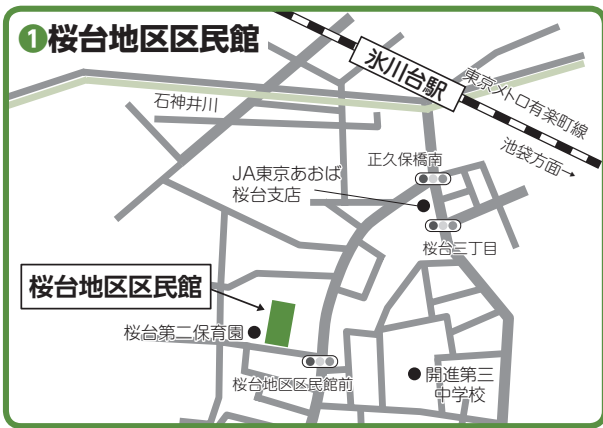 ❶桜台地区区民館
氷川台駅
東京メトロ有楽町線
石神井川
池袋方面→
正久保橋南
JA東京あおば
桜台支店
桜台三丁目
桜台地区区民館
桜台第二保育園
桜台地区区民館前
開進第三
中学校